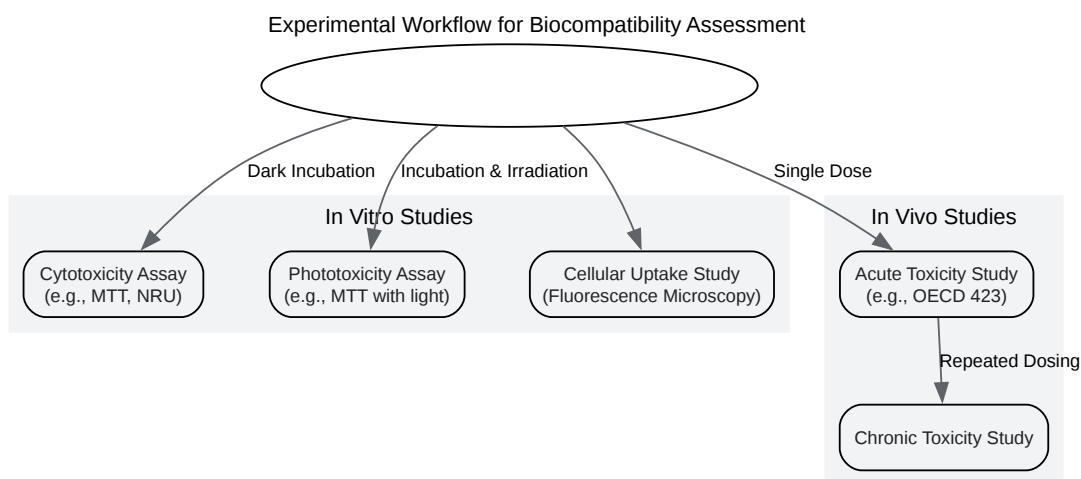 Experimental Workflow for Biocompatibility Assessment
Dark Incubation
Incubation & Irradiation
Single Dose
In Vitro Studies
In Vivo Studies
Cytotoxicity Assay
(e.g., MTT, NRU)
Phototoxicity Assay
(e.g., MTT with light)
Cellular Uptake Study
(Fluorescence Microscopy)
Acute Toxicity Study
(e.g., OECD 423)
Repeated Dosing
Chronic Toxicity Study